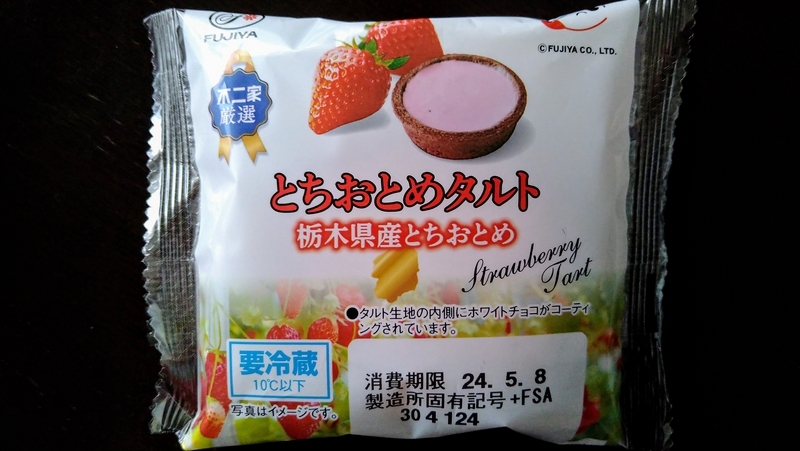 FUJIYA
©FUJIYA CO., LTD.
不二家
厳選
とちおとめタルト
栃木県産とちおとめ
Strawberry
Tart
●タルト生地の内側にホワイトチョコがコーティ
ングされています。
要冷蔵
10℃以下
写真はイメージです。
消費期限 24.5.8
製造所固有記号 +FSA
30 4 124